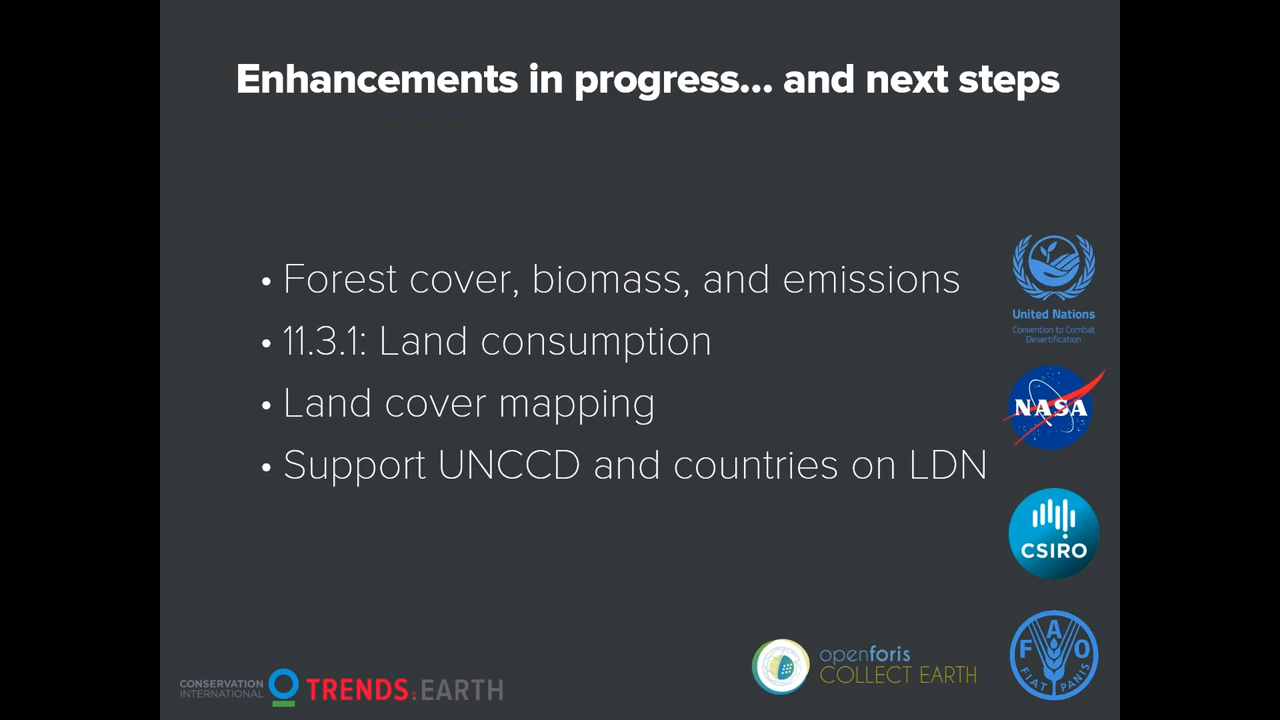 Enhancements in progress... and next steps
• Forest cover, biomass, and emissions
• 11.3.1: Land consumption
• Land cover mapping
• Support UNCCD and countries on LDN
United Nations
Convention to Combat
Desertification
NASA
CSIRO
FAO
FIAT PANIS
openforis
COLLECT EARTH
CONSERVATION
INTERNATIONAL
TRENDS.EARTH